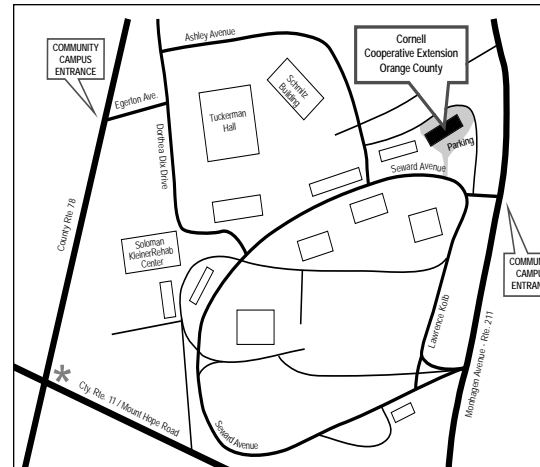 COMMUNITY
CAMPUS
ENTRANCE
Ashley Avenue
Cornell
Cooperative Extension
Orange County
Egerton Ave.
Schnitz
Building
Tuckerman
Hall
Dorthea Dix Drive
Parking
Seward Avenue
County Rte 78
Soloman
KleinerRehab
Center
COMMUN
CAMPU
ENTRAN
Lawrence Kolb
Monhagen Avenue - Rte. 211
*
Cty. Rte. 11 / Mount Hope Road
Seward Avenue